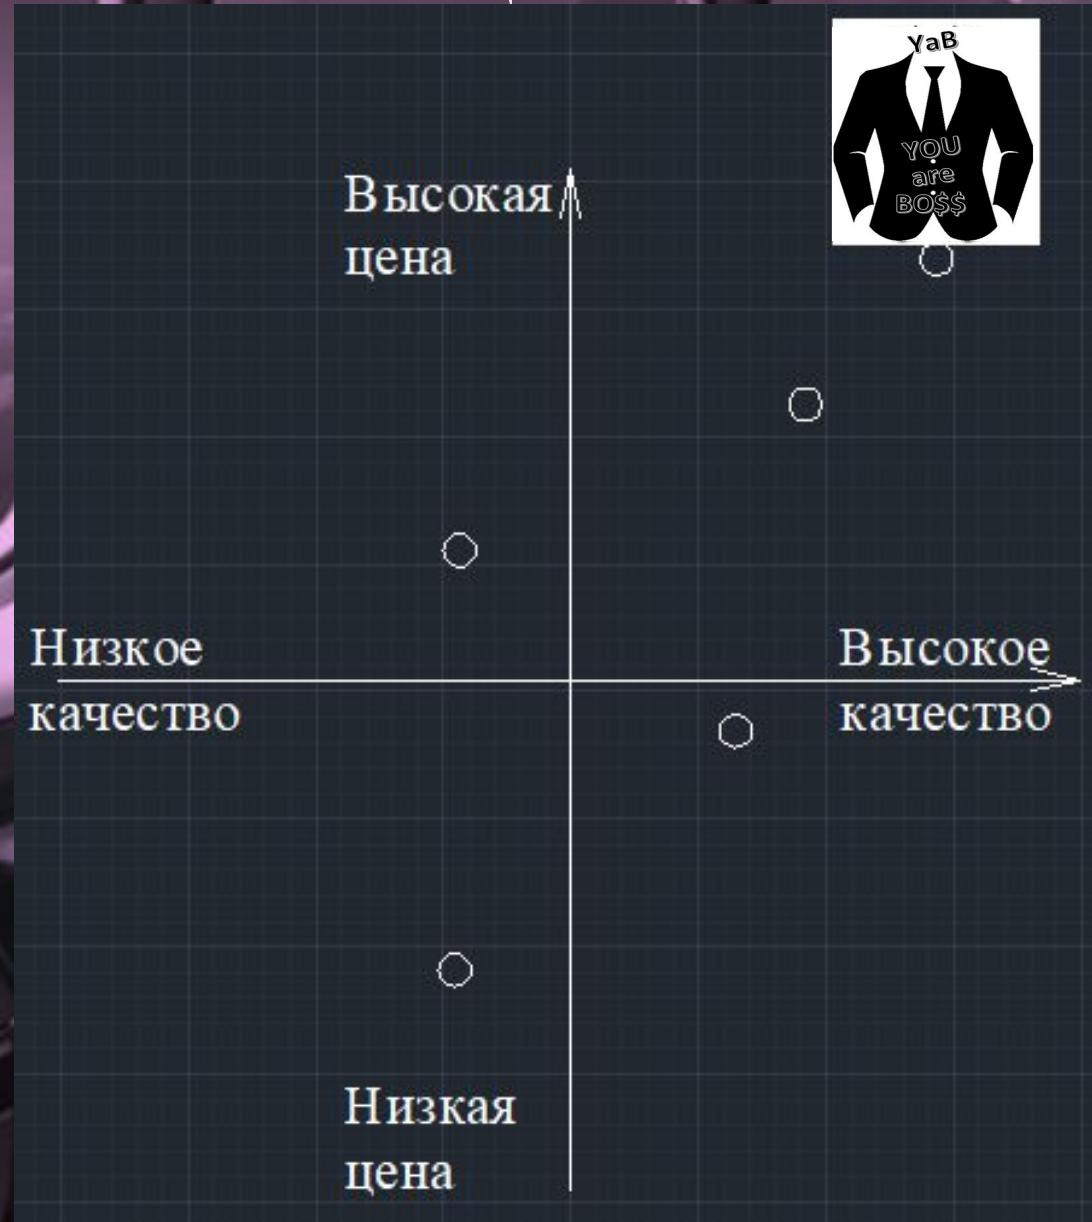 YaB
YOU
are
BO$$
Высокая
цена
Низкое
качество
Высокое
качество
Низкая
цена